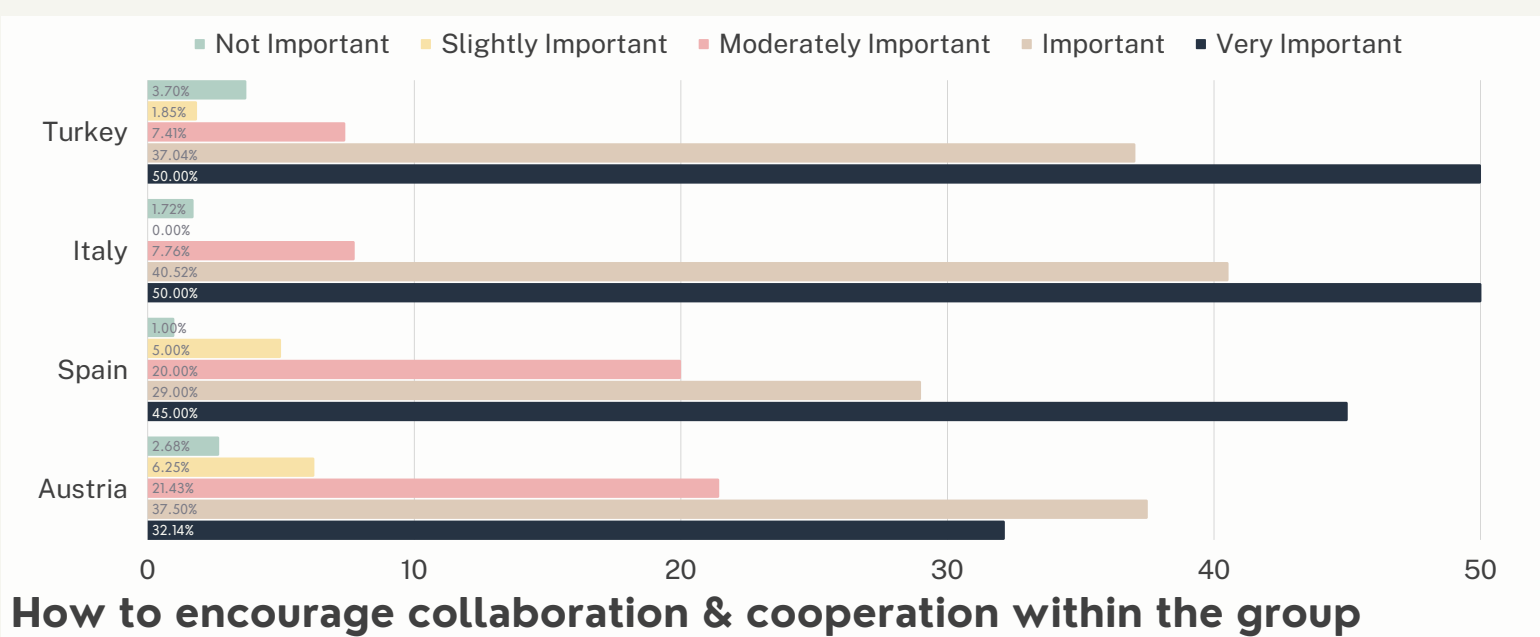 Not Important Slightly Important Moderately Important Important Very Important
Turkey
3.70%
1.85%
7.41%
37.04%
50.00%
Italy
1.72%
0.00%
7.76%
40.52%
50.00%
Spain
1.00%
5.00%
20.00%
29.00%
45.00%
Austria
2.68%
6.25%
21.43%
37.50%
32.14%
0 10 20 30 40 50
How to encourage collaboration & cooperation within the group